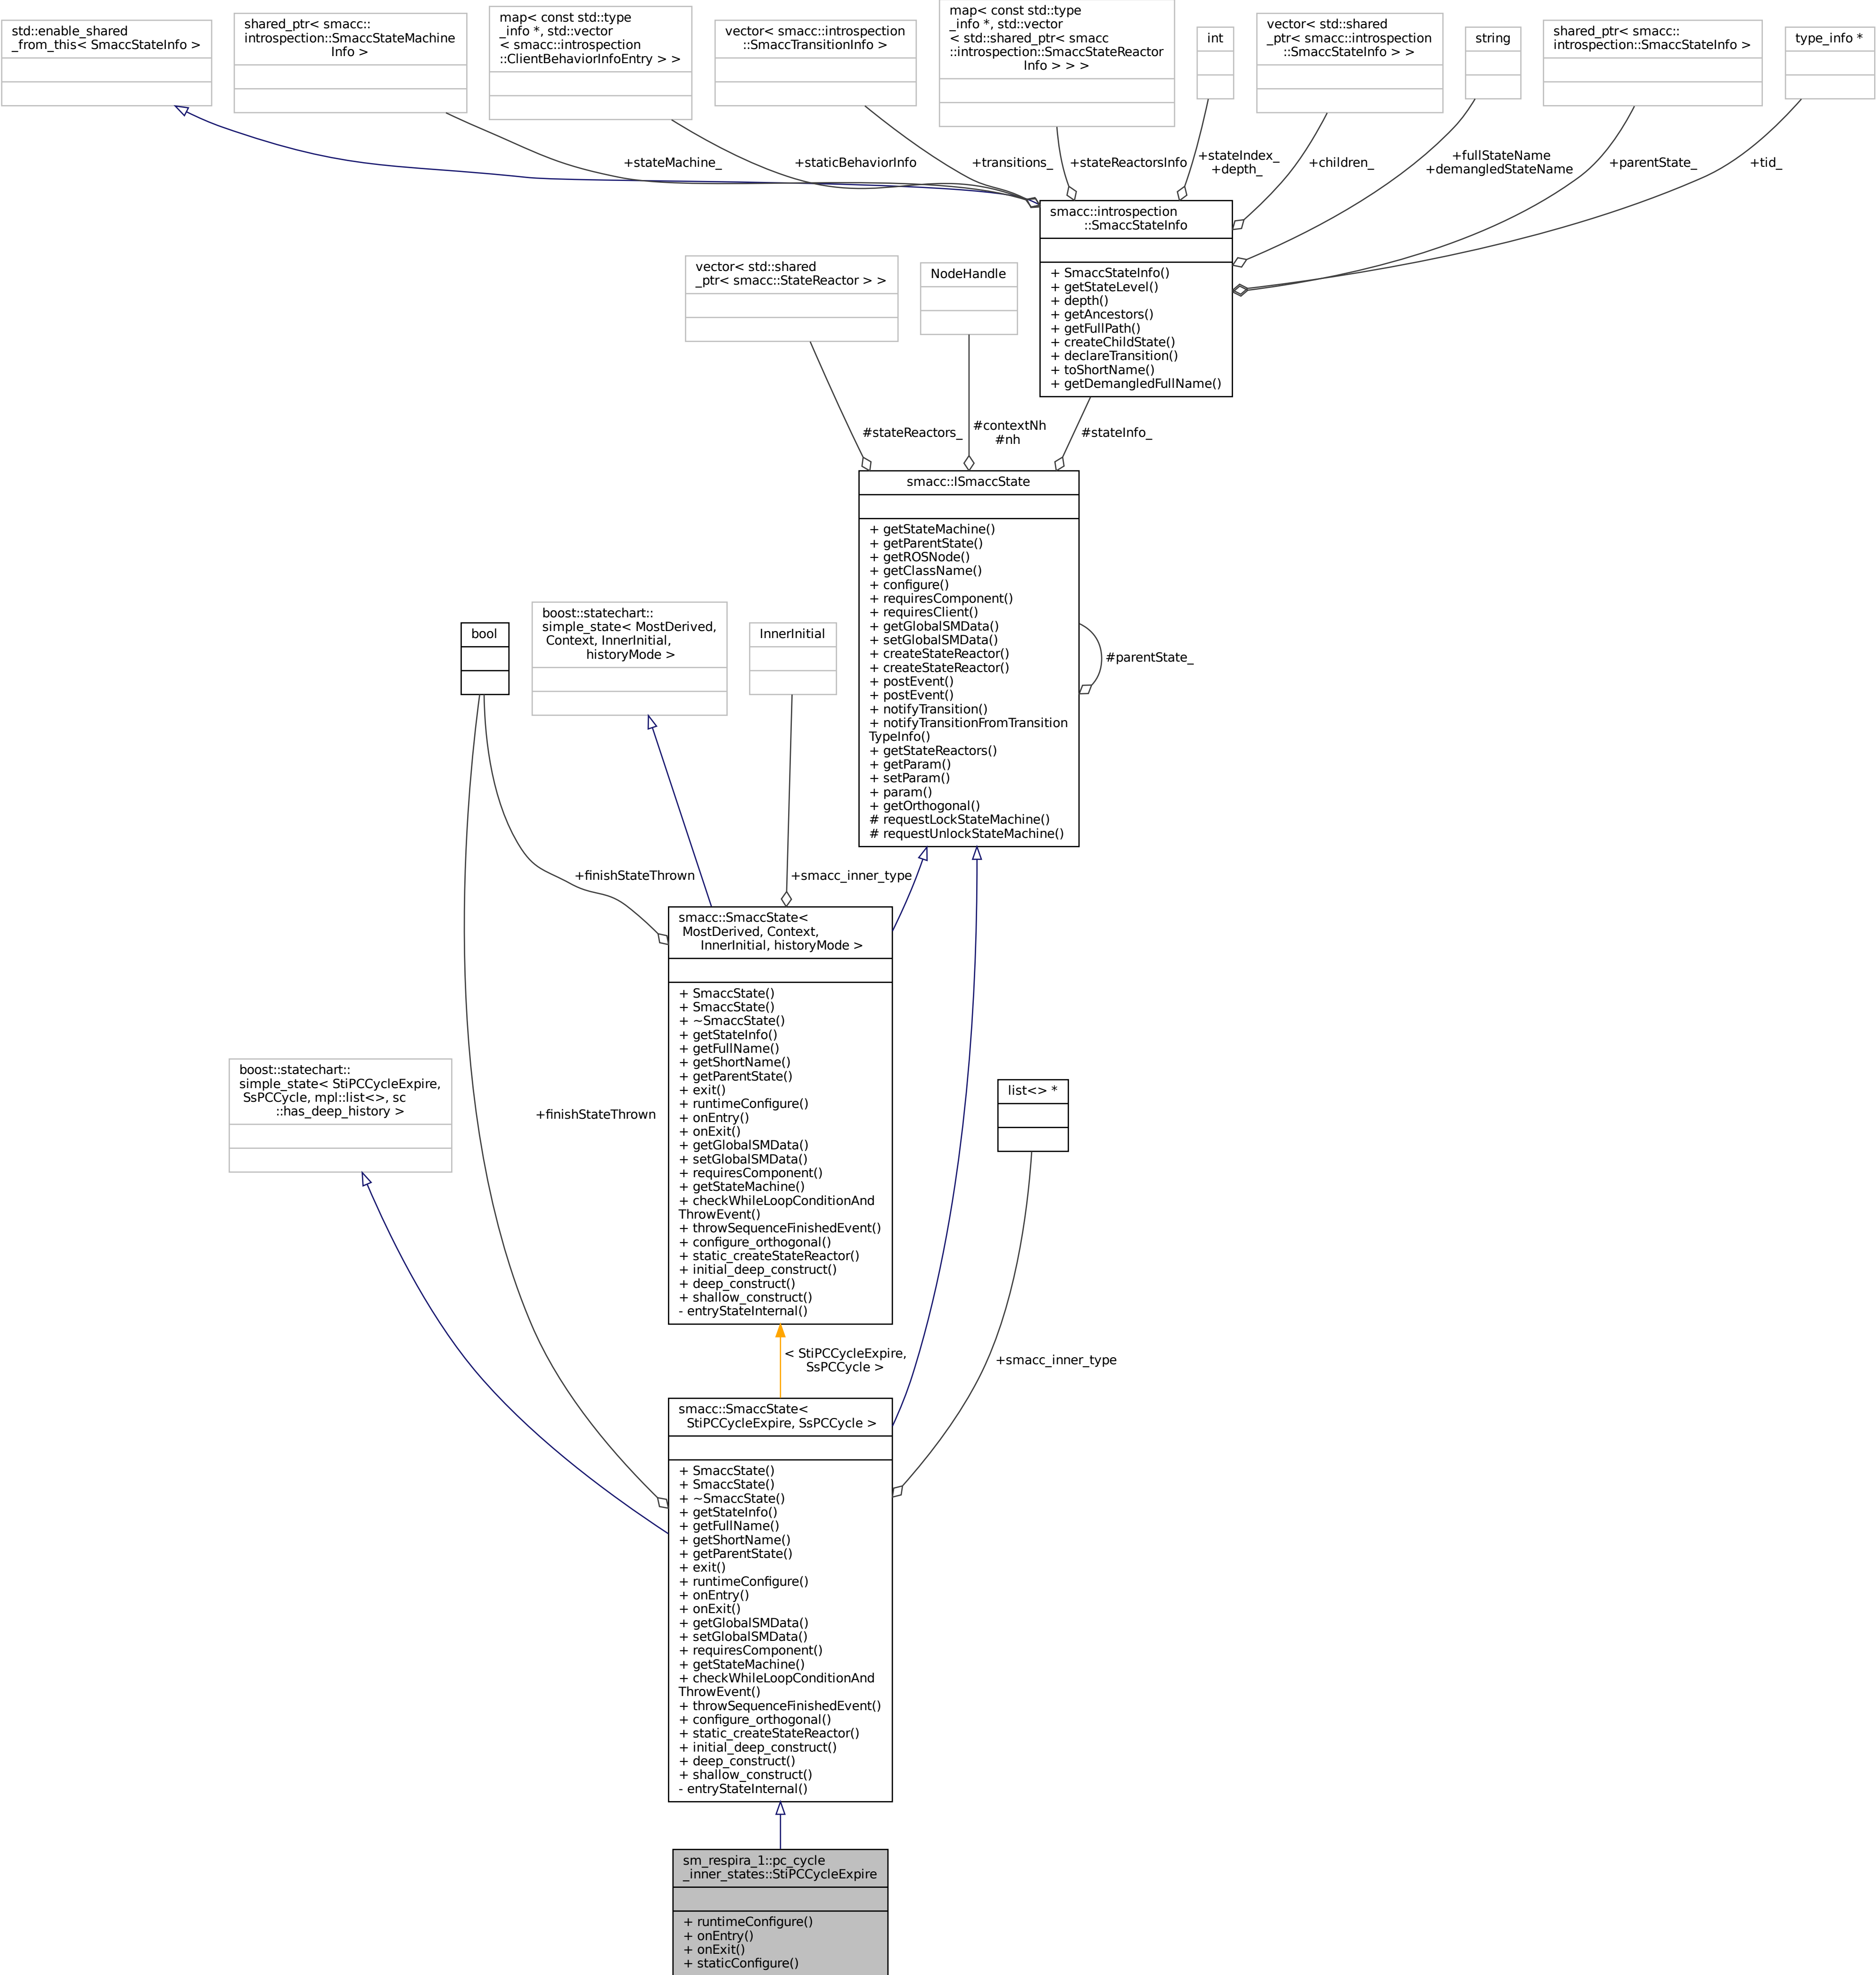 std::enable_shared
_from_this< SmaccStateInfo >
shared_ptr< smacc::
introspection::SmaccStateMachine
Info >
map< const std::type
_info *, std::vector
< smacc::introspection
::ClientBehaviorInfoEntry > >
vector< smacc::introspection
::SmaccTransitionInfo >
map< const std::type
_info *, std::vector
< std::shared_ptr< smacc
::introspection::SmaccStateReactor
Info > > >
int
vector< std::shared
_ptr< smacc::introspection
::SmaccStateInfo > >
string
shared_ptr< smacc::
introspection::SmaccStateInfo >
type_info *
+stateMachine_
+staticBehaviorInfo
+transitions_
+stateReactorsInfo
+stateIndex_
+depth_
+children_
+fullStateName
+demangledStateName
+parentState_
+tid_
smacc::introspection
::SmaccStateInfo
+ SmaccStateInfo()
+ getStateLevel()
+ depth()
+ getAncestors()
+ getFullPath()
+ createChildState()
+ declareTransition()
+ toShortName()
+ getDemangledFullName()
vector< std::shared
_ptr< smacc::StateReactor > >
NodeHandle
#stateReactors_
#contextNh
#nh
#stateInfo_
smacc::ISmaccState
+ getStateMachine()
+ getParentState()
+ getROSNode()
+ getClassName()
+ configure()
+ requiresComponent()
+ requiresClient()
+ getGlobalSMData()
+ setGlobalSMData()
+ createStateReactor()
+ createStateReactor()
+ postEvent()
+ postEvent()
+ notifyTransition()
+ notifyTransitionFromTransition
TypeInfo()
+ getStateReactors()
+ getParam()
+ setParam()
+ param()
+ getOrthogonal()
# requestLockStateMachine()
# requestUnlockStateMachine()
#parentState_
bool
boost::statechart::
simple_state< MostDerived,
Context, InnerInitial,
historyMode >
InnerInitial
+finishStateThrown
+smacc_inner_type
smacc::SmaccState<
MostDerived, Context,
InnerInitial, historyMode >
+ SmaccState()
+ SmaccState()
+ ~SmaccState()
+ getStateInfo()
+ getFullName()
+ getShortName()
+ getParentState()
+ exit()
+ runtimeConfigure()
+ onEntry()
+ onExit()
+ getGlobalSMData()
+ setGlobalSMData()
+ requiresComponent()
+ getStateMachine()
+ checkWhileLoopConditionAnd
ThrowEvent()
+ throwSequenceFinishedEvent()
+ configure_orthogonal()
+ static_createStateReactor()
+ initial_deep_construct()
+ deep_construct()
+ shallow_construct()
- entryStateInternal()
boost::statechart::
simple_state< StiPCCycleExpire,
SsPCCycle, mpl::list<>, sc
::has_deep_history >
+finishStateThrown
list<> *
< StiPCCycleExpire,
SsPCCycle >
+smacc_inner_type
smacc::SmaccState<
StiPCCycleExpire, SsPCCycle >
+ SmaccState()
+ SmaccState()
+ ~SmaccState()
+ getStateInfo()
+ getFullName()
+ getShortName()
+ getParentState()
+ exit()
+ runtimeConfigure()
+ onEntry()
+ onExit()
+ getGlobalSMData()
+ setGlobalSMData()
+ requiresComponent()
+ getStateMachine()
+ checkWhileLoopConditionAnd
ThrowEvent()
+ throwSequenceFinishedEvent()
+ configure_orthogonal()
+ static_createStateReactor()
+ initial_deep_construct()
+ deep_construct()
+ shallow_construct()
- entryStateInternal()
sm_respira_1::pc_cycle
_inner_states::StiPCCycleExpire
+ runtimeConfigure()
+ onEntry()
+ onExit()
+ staticConfigure()